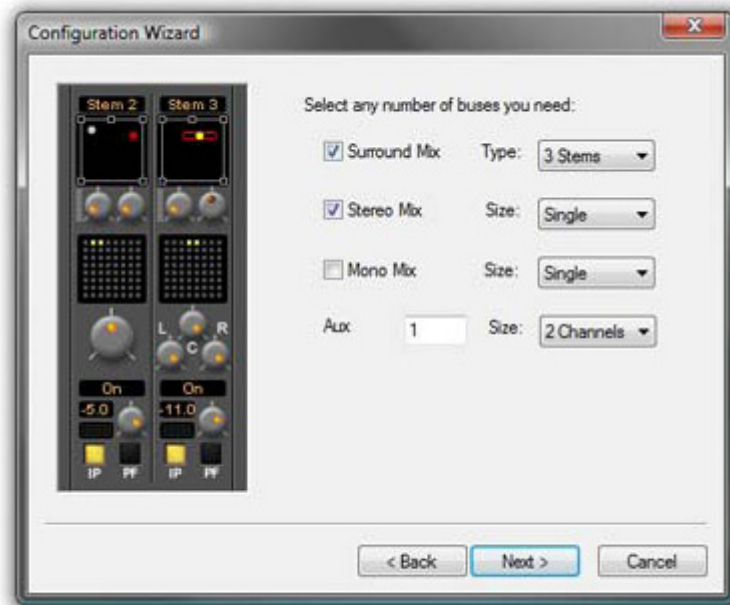 Configuration Wizard
Stem 2 Stem 3
Select any number of buses you need:
Surround Mix Type: 3 Stems
Stereo Mix Size: Single
Mono Mix Size: Single
Aux 1 Size: 2 Channels
L R
C
On On
-5.0 -11.0
IP PF IP PF
< Back Next > Cancel